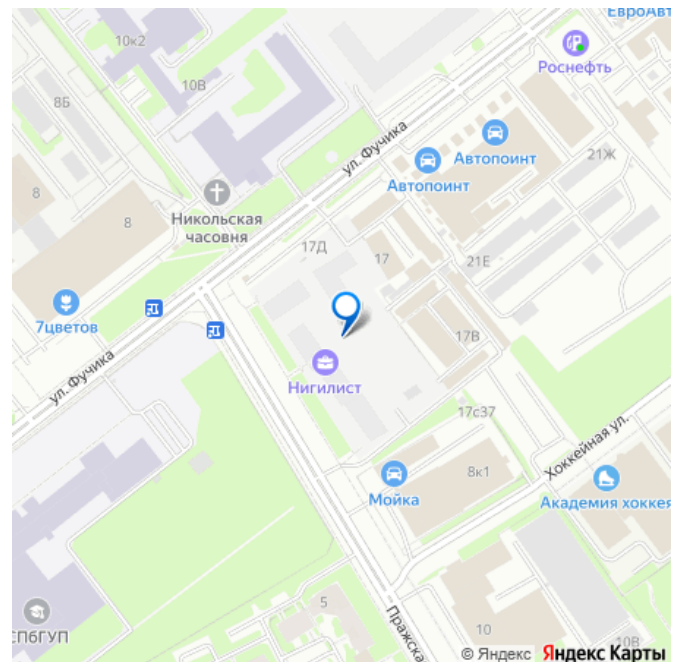 ЕвроАвт
10к2
Роснефть
10В
8Б
ул. Фучика
Автопоинт
21Ж
Автопоинт
8
Никольская
часовня
8
17Д
17
21Е
7цветов
17В
ул. Фучика
Нигилист
17с37
Хоккейная ул.
8к1
Мойка
Академия хоккея
СПбГУП
5
Пражска
10
10В
© Яндекс Яндекс Карты